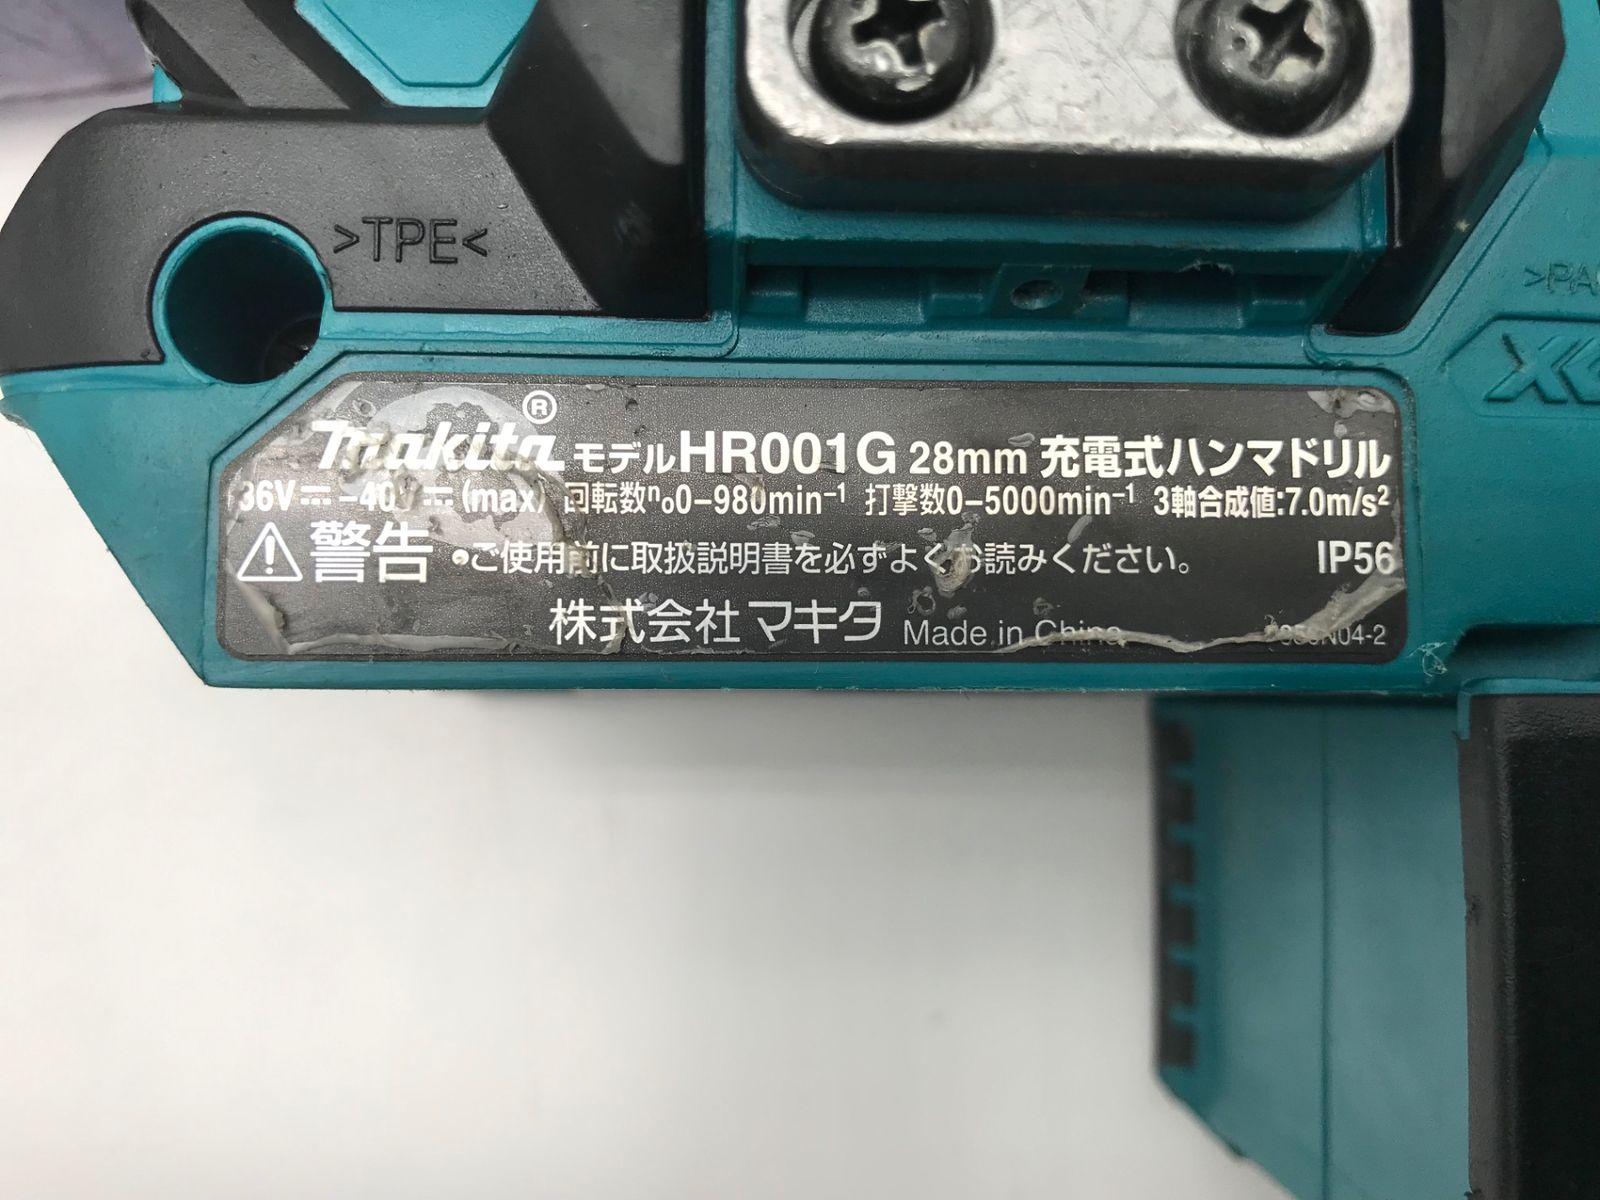 >TPE<
makita® モデルHR001G 28mm 充電式ハンマドリル
36V⎓-40V⎓(max) 回転数n₀0-980min⁻¹ 打撃数0-5000min⁻¹ 3軸合成値:7.0m/s²
⚠警告 •ご使用前に取扱説明書を必ずよくお読みください。 IP56
株式会社マキタ Made in China N04-2